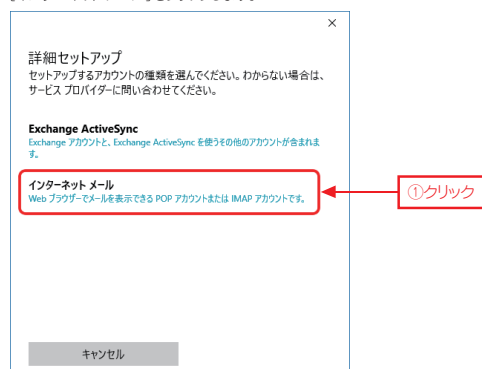 詳細セットアップ
セットアップするアカウントの種類を選んでください。わからない場合は、
サービス プロバイダーに問い合わせてください。
Exchange ActiveSync
Exchange アカウントと、Exchange ActiveSync を使うその他のアカウントが含まれま
す。
インターネット メール
Web ブラウザーでメールを表示できる POP アカウントまたは IMAP アカウントです。
①クリック
キャンセル